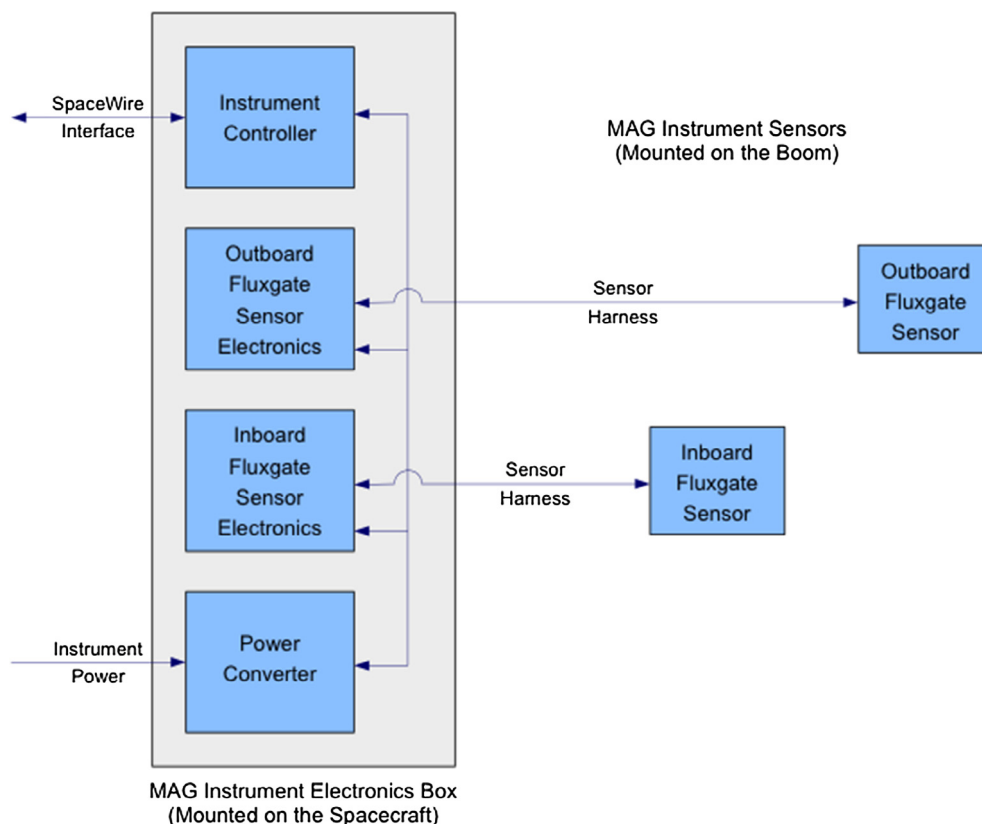 SpaceWire
Interface
Instrument
Controller
MAG Instrument Sensors
(Mounted on the Boom)
Outboard
Fluxgate
Sensor
Electronics
Sensor
Harness
Outboard
Fluxgate
Sensor
Inboard
Fluxgate
Sensor
Electronics
Sensor
Harness
Inboard
Fluxgate
Sensor
Instrument
Power
Power
Converter
MAG Instrument Electronics Box
(Mounted on the Spacecraft)